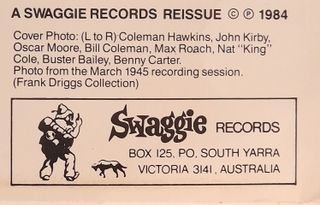 A SWAGGIE RECORDS REISSUE © ℗ 1984
Cover Photo: (L to R) Coleman Hawkins, John Kirby,
Oscar Moore, Bill Coleman, Max Roach, Nat "King"
Cole, Buster Bailey, Benny Carter.
Photo from the March 1945 recording session.
(Frank Driggs Collection)
Swaggie RECORDS
BOX 125, PO, SOUTH YARRA
VICTORIA 3141, AUSTRALIA